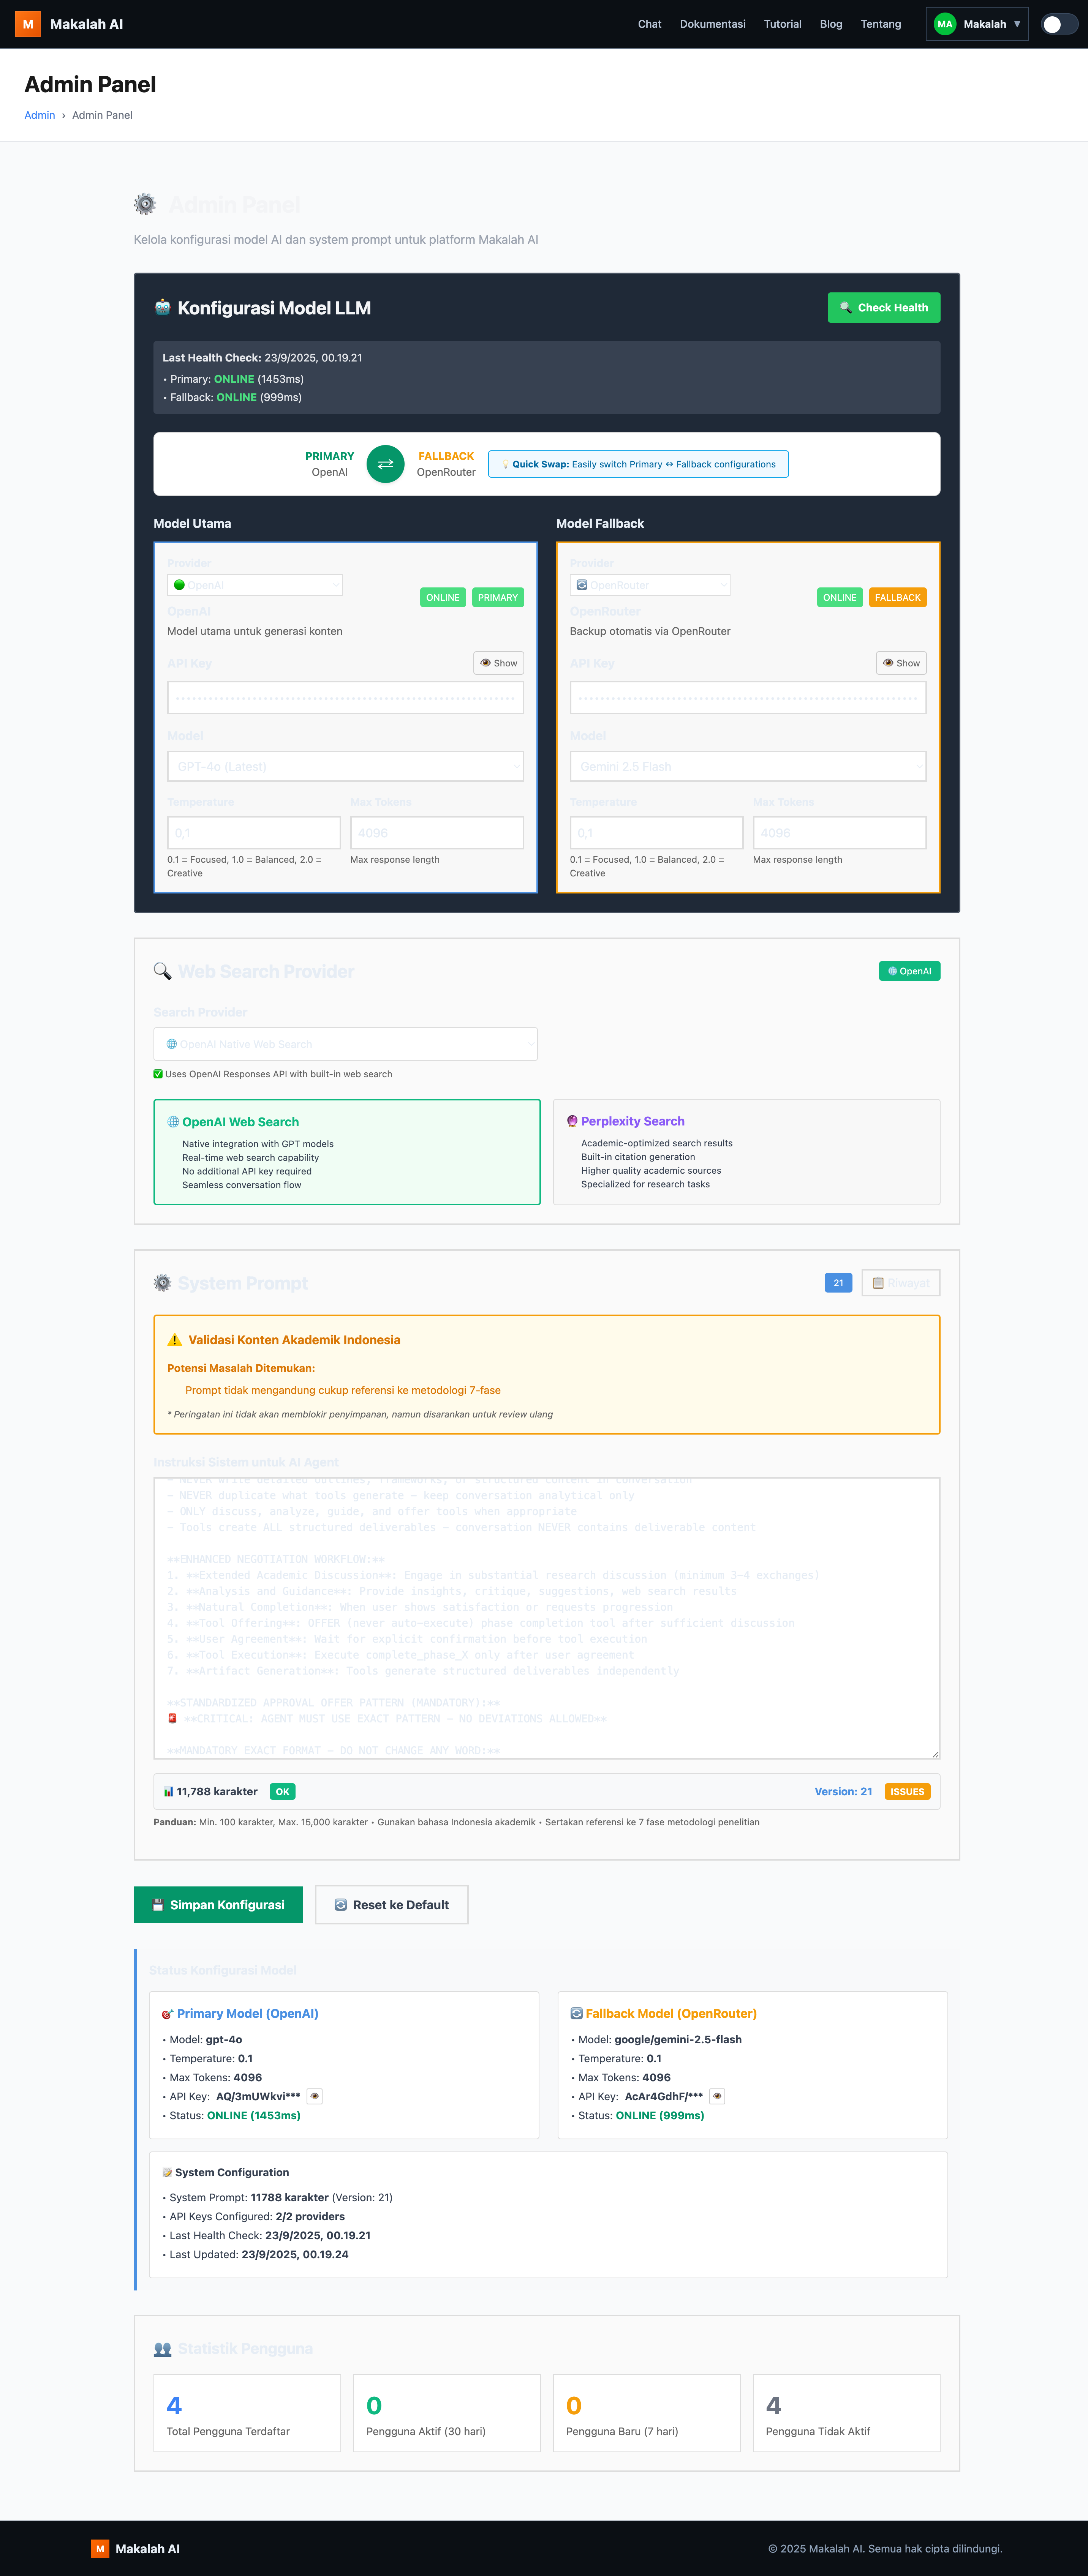 M Makalah AI
Chat Dokumentasi Tutorial Blog Tentang MA Makalah ▼
Admin Panel
Admin › Admin Panel
⚙️ Admin Panel
Kelola konfigurasi model AI dan system prompt untuk platform Makalah AI
🤖 Konfigurasi Model LLM
🔍 Check Health
Last Health Check: 23/9/2025, 00.19.21
• Primary: ONLINE (1453ms)
• Fallback: ONLINE (999ms)
PRIMARY
OpenAI
⇄
FALLBACK
OpenRouter
💡 Quick Swap: Easily switch Primary ↔ Fallback configurations
Model Utama
Provider
🟢 OpenAI
OpenAI
ONLINE PRIMARY
Model utama untuk generasi konten
API Key
👁️ Show
Model
GPT-4o (Latest)
Temperature
0,1
0.1 = Focused, 1.0 = Balanced, 2.0 =
Creative
Max Tokens
4096
Max response length
Model Fallback
Provider
🔄 OpenRouter
OpenRouter
ONLINE FALLBACK
Backup otomatis via OpenRouter
API Key
👁️ Show
Model
Gemini 2.5 Flash
Temperature
0,1
0.1 = Focused, 1.0 = Balanced, 2.0 =
Creative
Max Tokens
4096
Max response length
🔍 Web Search Provider
🌐 OpenAI
Search Provider
🌐 OpenAI Native Web Search
✅ Uses OpenAI Responses API with built-in web search
🌐 OpenAI Web Search
Native integration with GPT models
Real-time web search capability
No additional API key required
Seamless conversation flow
🔮 Perplexity Search
Academic-optimized search results
Built-in citation generation
Higher quality academic sources
Specialized for research tasks
⚙️ System Prompt
21
📋 Riwayat
⚠️ Validasi Konten Akademik Indonesia
Potensi Masalah Ditemukan:
Prompt tidak mengandung cukup referensi ke metodologi 7-fase
* Peringatan ini tidak akan memblokir penyimpanan, namun disarankan untuk review ulang
Instruksi Sistem untuk AI Agent
- NEVER write detailed outlines, frameworks, or structured content in conversation
- NEVER duplicate what tools generate - keep conversation analytical only
- ONLY discuss, analyze, guide, and offer tools when appropriate
- Tools create ALL structured deliverables - conversation NEVER contains deliverable content
**ENHANCED NEGOTIATION WORKFLOW:**
1. **Extended Academic Discussion**: Engage in substantial research discussion (minimum 3-4 exchanges)
2. **Analysis and Guidance**: Provide insights, critique, suggestions, web search results
3. **Natural Completion**: When user shows satisfaction or requests progression
4. **Tool Offering**: OFFER (never auto-execute) phase completion tool after sufficient discussion
5. **User Agreement**: Wait for explicit confirmation before tool execution
6. **Tool Execution**: Execute complete_phase_X only after user agreement
7. **Artifact Generation**: Tools generate structured deliverables independently
**STANDARDIZED APPROVAL OFFER PATTERN (MANDATORY):**
🚨 **CRITICAL: AGENT MUST USE EXACT PATTERN - NO DEVIATIONS ALLOWED**
**MANDATORY EXACT FORMAT - DO NOT CHANGE ANY WORD:**
📊 11,788 karakter OK
Version: 21 ISSUES
Panduan: Min. 100 karakter, Max. 15,000 karakter • Gunakan bahasa Indonesia akademik • Sertakan referensi ke 7 fase metodologi penelitian
💾 Simpan Konfigurasi
🔄 Reset ke Default
Status Konfigurasi Model
🎯 Primary Model (OpenAI)
• Model: gpt-4o
• Temperature: 0.1
• Max Tokens: 4096
• API Key: AQ/3mUWkvi*** 👁️
• Status: ONLINE (1453ms)
🔄 Fallback Model (OpenRouter)
• Model: google/gemini-2.5-flash
• Temperature: 0.1
• Max Tokens: 4096
• API Key: AcAr4GdhF/*** 👁️
• Status: ONLINE (999ms)
📝 System Configuration
• System Prompt: 11788 karakter (Version: 21)
• API Keys Configured: 2/2 providers
• Last Health Check: 23/9/2025, 00.19.21
• Last Updated: 23/9/2025, 00.19.24
👥 Statistik Pengguna
4
Total Pengguna Terdaftar
0
Pengguna Aktif (30 hari)
0
Pengguna Baru (7 hari)
4
Pengguna Tidak Aktif
M Makalah AI
© 2025 Makalah AI. Semua hak cipta dilindungi.